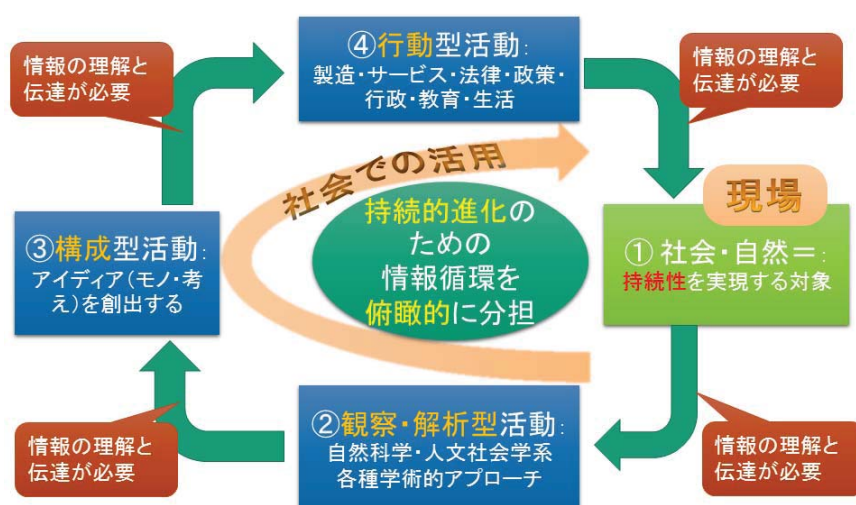 ④行動型活動:
製造・サービス・法律・政策・
行政・教育・生活
情報の理解と
伝達が必要
情報の理解と
伝達が必要
社会での活用
現場
持続的進化の
ための
情報循環を
俯瞰的に分担
③構成型活動:
アイディア(モノ・考
え)を創出する
① 社会・自然=:
持続性を実現する対象
②観察・解析型活動:
自然科学・人文社会学系
各種学術的アプローチ
情報の理解と
伝達が必要
情報の理解と
伝達が必要